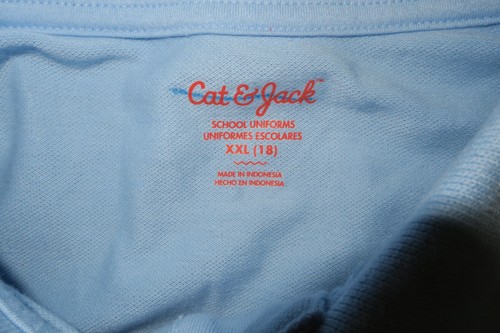 Cat & Jack™
SCHOOL UNIFORMS
UNIFORMES ESCOLARES
XXL (18)
MADE IN INDONESIA
HECHO EN INDONESIA